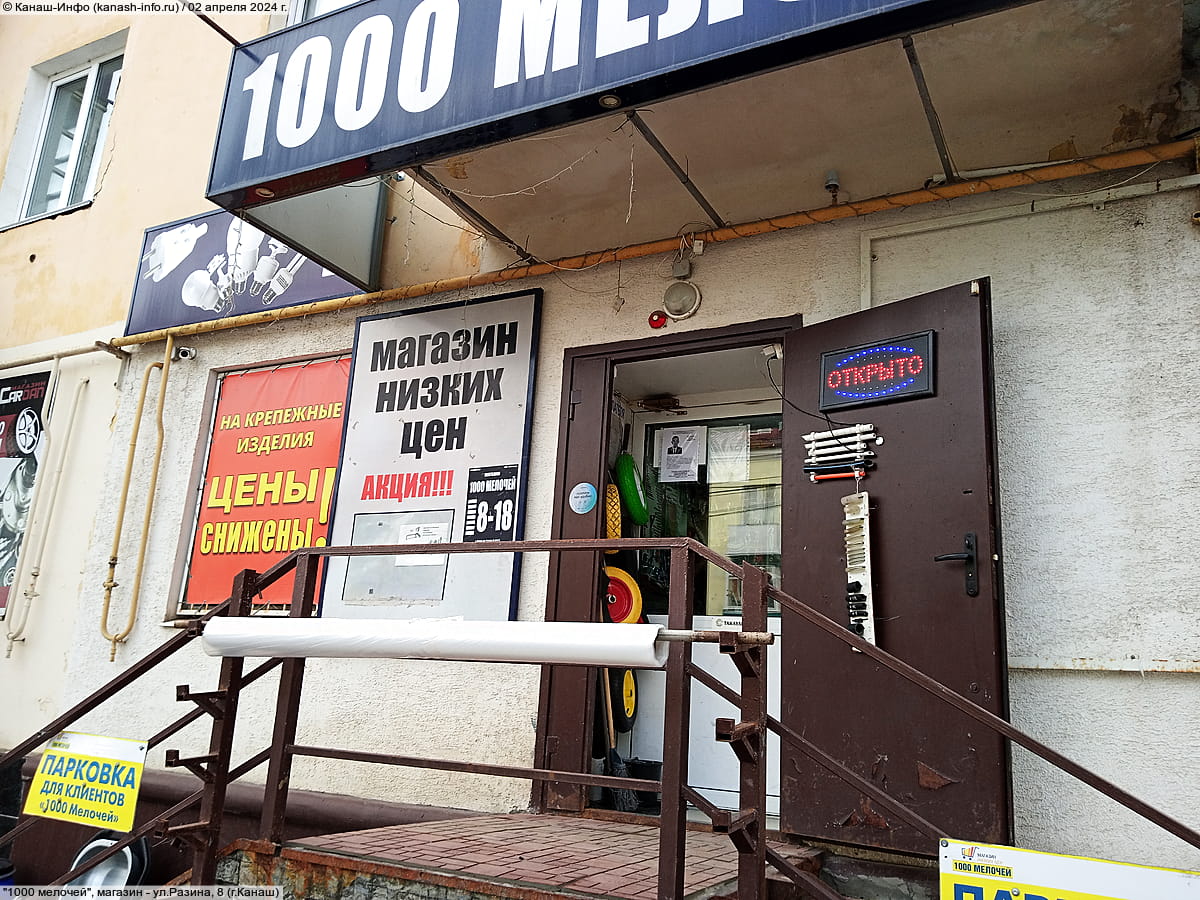 © Канаш-Инфо (kanash-info.ru) / 02 апреля 2024 г.
1000 МЕЛО
МАГАЗИН
CARDAN
магазин
низких
цен
АКЦИЯ!!!
1000 МЕЛОЧЕЙ
8-18
НА КРЕПЕЖНЫЕ
ИЗДЕЛИЯ
ЦЕНЫ
СНИЖЕНЫ!
ОТКРЫТО
ПАРКОВКА
ДЛЯ КЛИЕНТОВ
«1000 Мелочей»
МАГАЗИН
1000 МЕЛОЧЕЙ
"1000 мелочей", магазин - ул.Разина, 8 (г.Канаш)